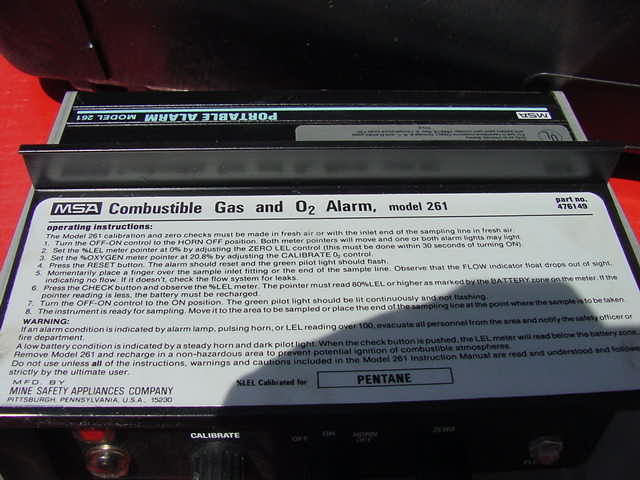 PORTABLE ALARM MODEL 261
MSA
MSA Combustible Gas and O2 Alarm, model 261
part no.
476149
operating instructions:
The Model 261 calibration and zero checks must be made in fresh air or with the inlet end of the sampling line in fresh air.
1. Turn the OFF-ON control to the HORN OFF position. Both meter pointers will move and one or both alarm lights may light.
2. Set the %LEL meter pointer at 0% by adjusting the ZERO LEL control (this must be done within 30 seconds of turning ON).
3. Set the %OXYGEN meter pointer at 20.8% by adjusting the CALIBRATE O2 control.
4. Press the RESET button. The alarm should reset and the green pilot light should flash.
5. Momentarily place a finger over the sample inlet fitting or the end of the sample line. Observe that the FLOW indicator float drops out of sight,
indicating no flow. If it doesn't, check the flow system for leaks.
6. Press the CHECK button and observe the %LEL meter. The pointer must read 80%LEL or higher as marked by the BATTERY zone on the meter. If the
pointer reading is less, the battery must be recharged.
7. Turn the OFF-ON control to the ON position. The green pilot light should be lit continuously and not flashing.
8. The instrument is ready for sampling. Move it to the area to be sampled or place the end of the sampling line at the point where the sample is to be taken.
WARNING:
If an alarm condition is indicated by alarm lamp, pulsing horn, or LEL reading over 100, evacuate all personnel from the area and notify the safety officer or
fire department.
A low battery condition is indicated by a steady horn and dark pilot light. When the check button is pushed, the LEL meter will read below the battery zone.
Remove Model 261 and recharge in a non-hazardous area to prevent potential ignition of combustible atmospheres.
Do not use unless all of the instructions, warnings and cautions included in the Model 261 Instruction Manual are read and understood and followed
strictly by the ultimate user.
MFD. BY
MINE SAFETY APPLIANCES COMPANY
PITTSBURGH, PENNSYLVANIA, U.S.A. 15230
%LEL Calibrated for PENTANE
CALIBRATE
OFF ON HORN OFF
ZERO